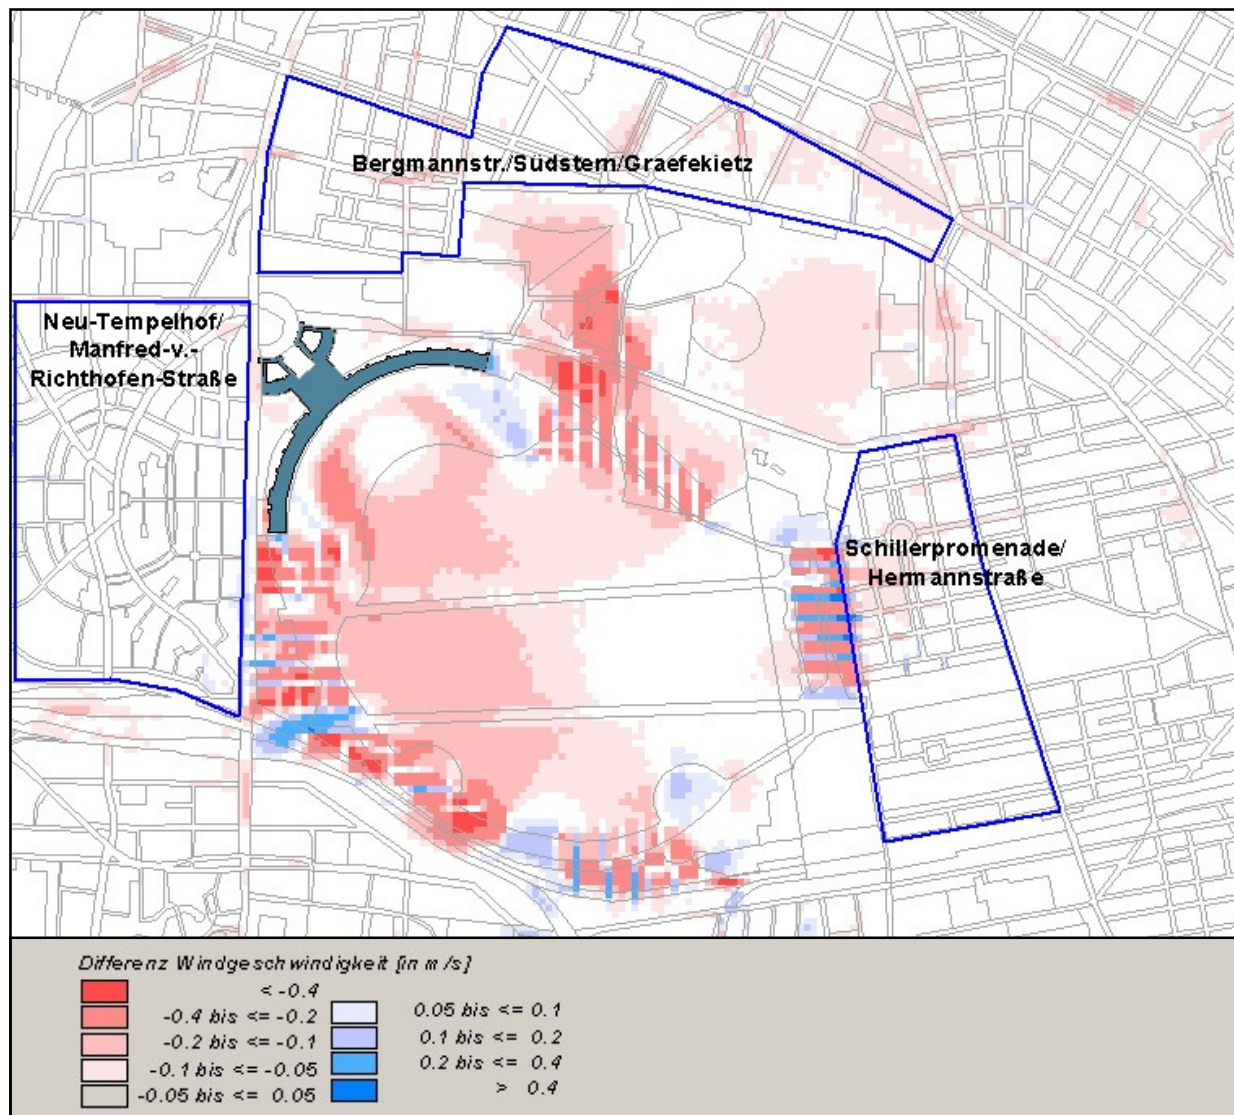 Bergmannstr./Südstern/Graefekietz
Neu-Tempelhof/
Manfred-v.-
Richthofen-Straße
Schillerpromenade/
Hermannstraße
Differenz Windgeschwindigkeit [in m/s]
< -0.4
-0.4 bis <= -0.2
-0.2 bis <= -0.1
-0.1 bis <= -0.05
-0.05 bis <= 0.05
0.05 bis <= 0.1
0.1 bis <= 0.2
0.2 bis <= 0.4
> 0.4